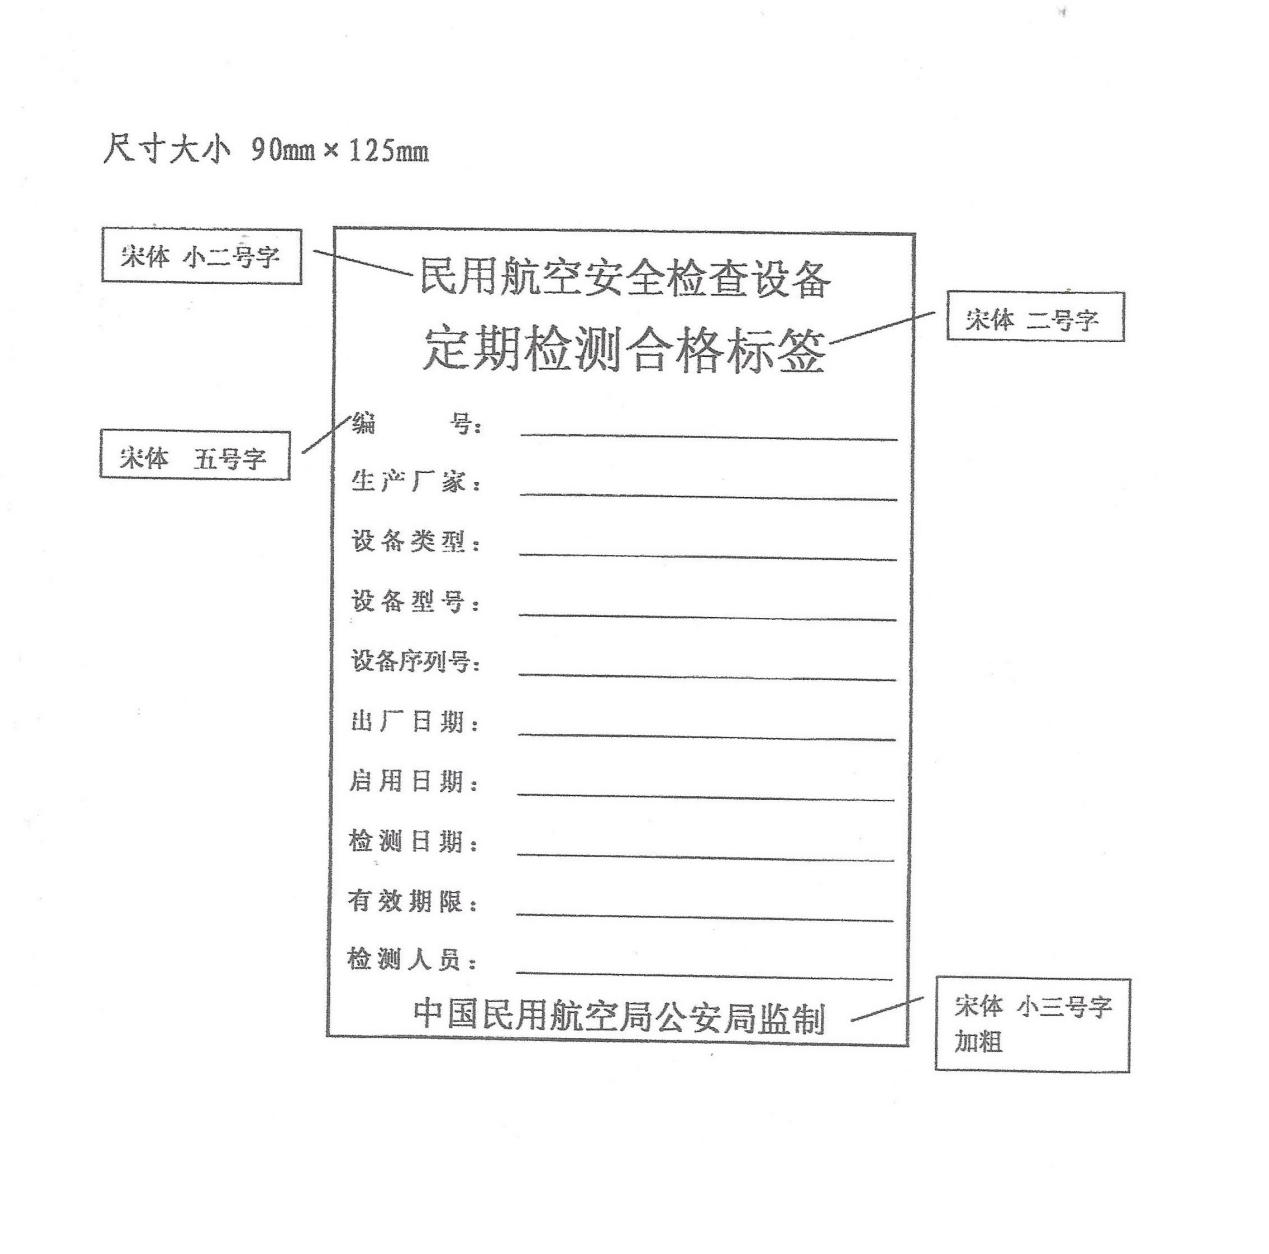 尺寸大小 90mm×125mm
宋体 小二号字
民用航空安全检查设备
宋体 二号字
定期检测合格标签
宋体 五号字
编 号：
生产厂家：
设备类型：
设备型号：
设备序列号：
出厂日期：
启用日期：
检测日期：
有效期限：
检测人员：
中国民用航空局公安局监制
宋体 小三号字
加粗